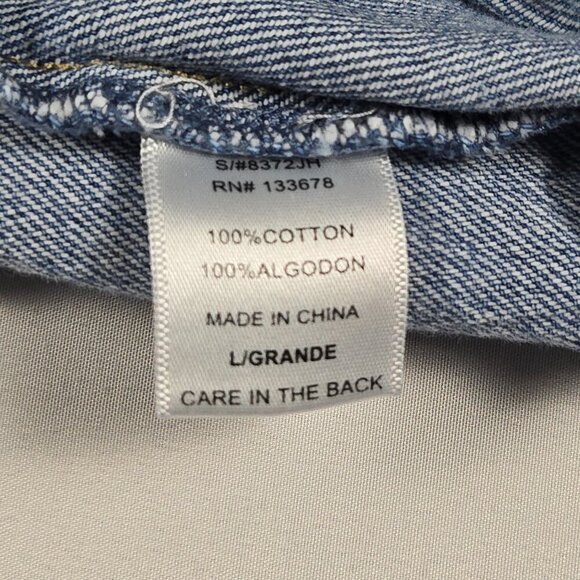 S/#8372JH
RN# 133678
100%COTTON
100%ALGODON
MADE IN CHINA
L/GRANDE
CARE IN THE BACK